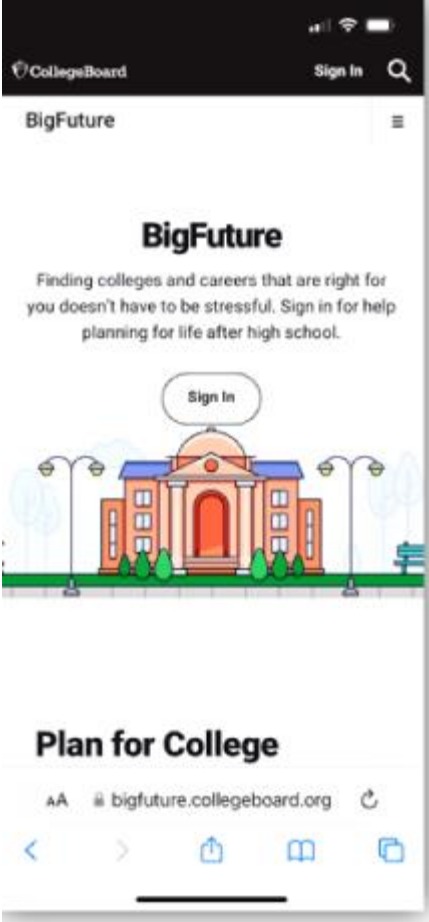 CollegeBoard
Sign In
BigFuture
BigFuture
Finding colleges and careers that are right for
you doesn't have to be stressful. Sign in for help
planning for life after high school.
Sign In
Plan for College
AA bigfuture.collegeboard.org